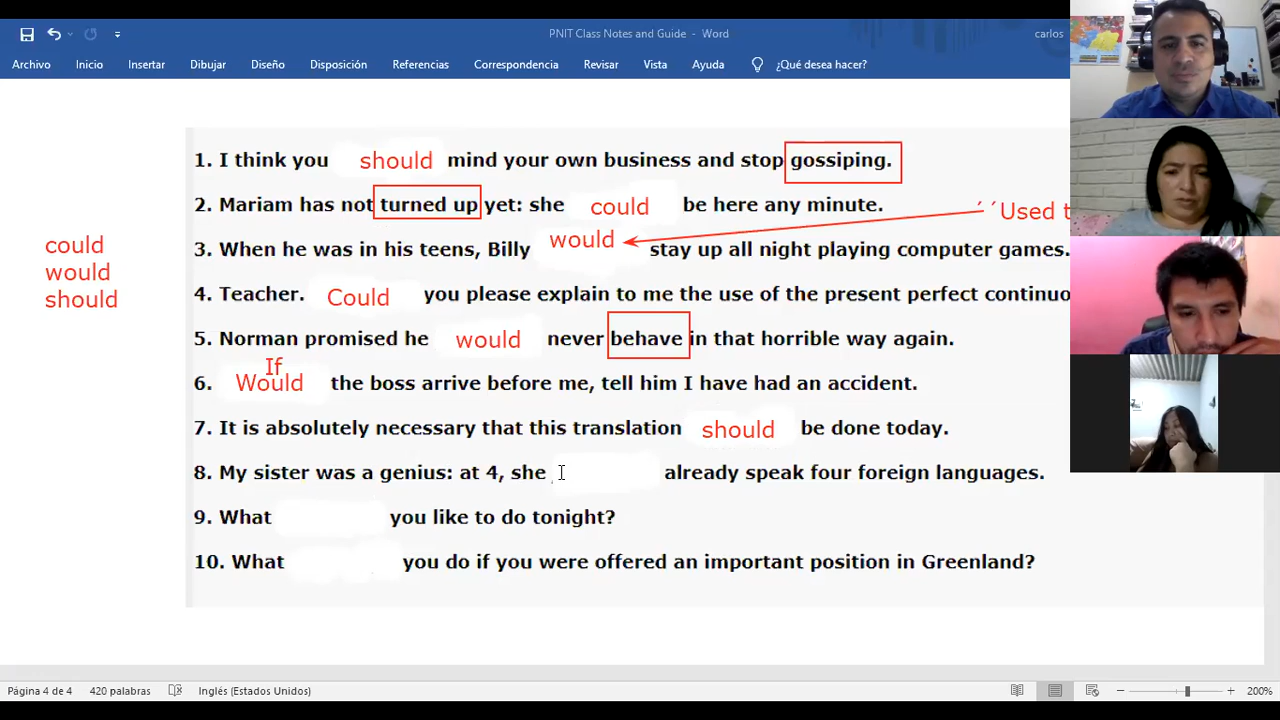 PNIT Class Notes and Guide - Word
carlos
Archivo Inicio Insertar Dibujar Diseño Disposición Referencias Correspondencia Revisar Vista Ayuda ¿Qué desea hacer?
1. I think you should mind your own business and stop gossiping.
2. Mariam has not turned up yet: she could be here any minute.
´´Used t
3. When he was in his teens, Billy would stay up all night playing computer games.
could
would
should
4. Teacher. Could you please explain to me the use of the present perfect continuo
5. Norman promised he would never behave in that horrible way again.
If
6. Would the boss arrive before me, tell him I have had an accident.
7. It is absolutely necessary that this translation should be done today.
8. My sister was a genius: at 4, she already speak four foreign languages.
9. What you like to do tonight?
10. What you do if you were offered an important position in Greenland?
Página 4 de 4 420 palabras Inglés (Estados Unidos) 200%